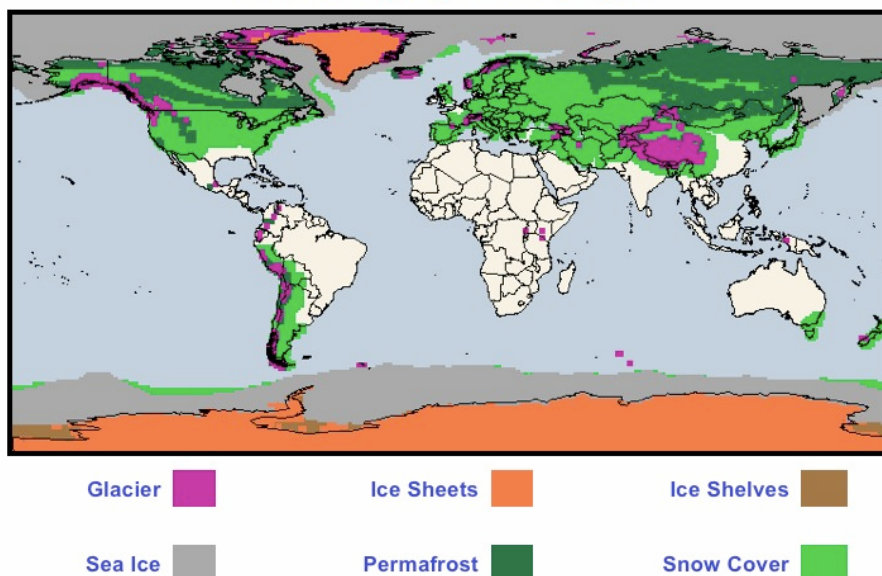 Glacier
Ice Sheets
Ice Shelves
Sea Ice
Permafrost
Snow Cover